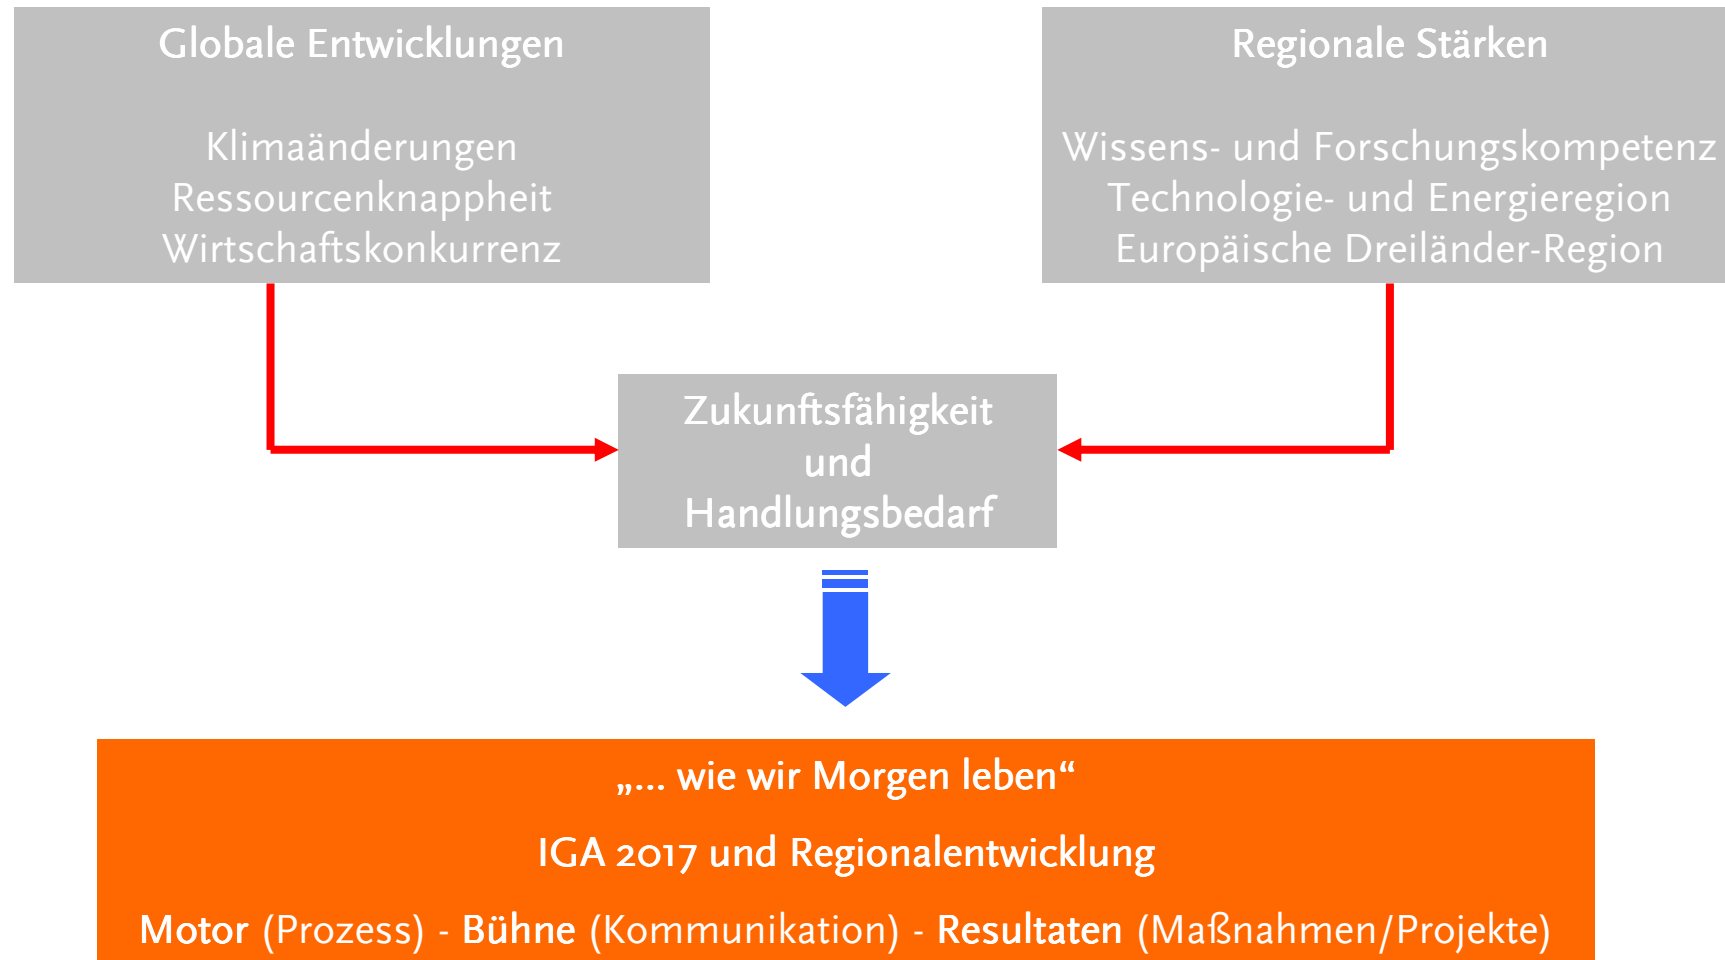 Globale Entwicklungen
Klimaänderungen
Ressourcenknappheit
Wirtschaftskonkurrenz
Regionale Stärken
Wissens- und Forschungskompetenz
Technologie- und Energieregion
Europäische Dreiländer-Region
Zukunftsfähigkeit
und
Handlungsbedarf
„... wie wir Morgen leben“
IGA 2017 und Regionalentwicklung
Motor (Prozess) - Bühne (Kommunikation) - Resultaten (Maßnahmen/Projekte)